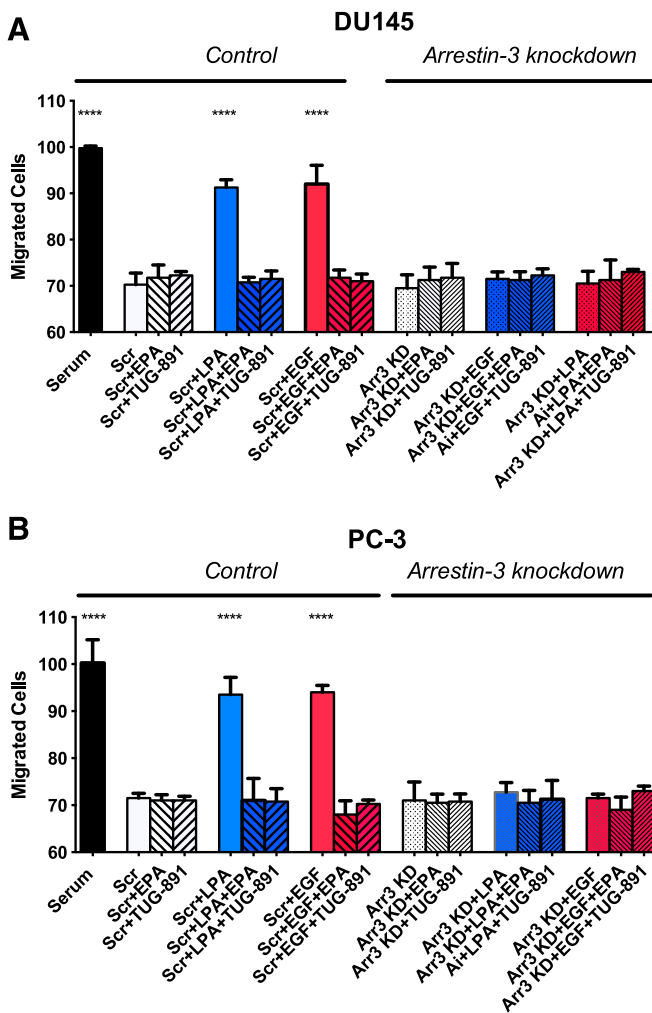 A
DU145
Control
Arrestin-3 knockdown
Migrated Cells
110
100
90
80
70
60
****
****
****
Serum
Scr
Scr+EPA
Scr+TUG-891
Scr+LPA
Scr+LPA+EPA
Scr+LPA+TUG-891
Scr+EGF
Scr+EGF+EPA
Scr+EGF+TUG-891
Arr3 KD
Arr3 KD+EPA
Arr3 KD+TUG-891
Arr3 KD+EGF
Arr3 KD+EGF+EPA
Ai+EGF+TUG-891
Arr3 KD+LPA
Ai+LPA+EPA
Arr3 KD+LPA+TUG-891
B
PC-3
Control
Arrestin-3 knockdown
Migrated Cells
110
100
90
80
70
60
****
****
****
Serum
Scr
Scr+EPA
Scr+TUG-891
Scr+LPA
Scr+LPA+EPA
Scr+LPA+TUG-891
Scr+EGF
Scr+EGF+EPA
Scr+EGF+TUG-891
Arr3 KD
Arr3 KD+EPA
Arr3 KD+TUG-891
Arr3 KD+LPA
Arr3 KD+LPA+EPA
Ai+LPA+TUG-891
Arr3 KD+EGF
Arr3 KD+EGF+EPA
Arr3 KD+EGF+TUG-891